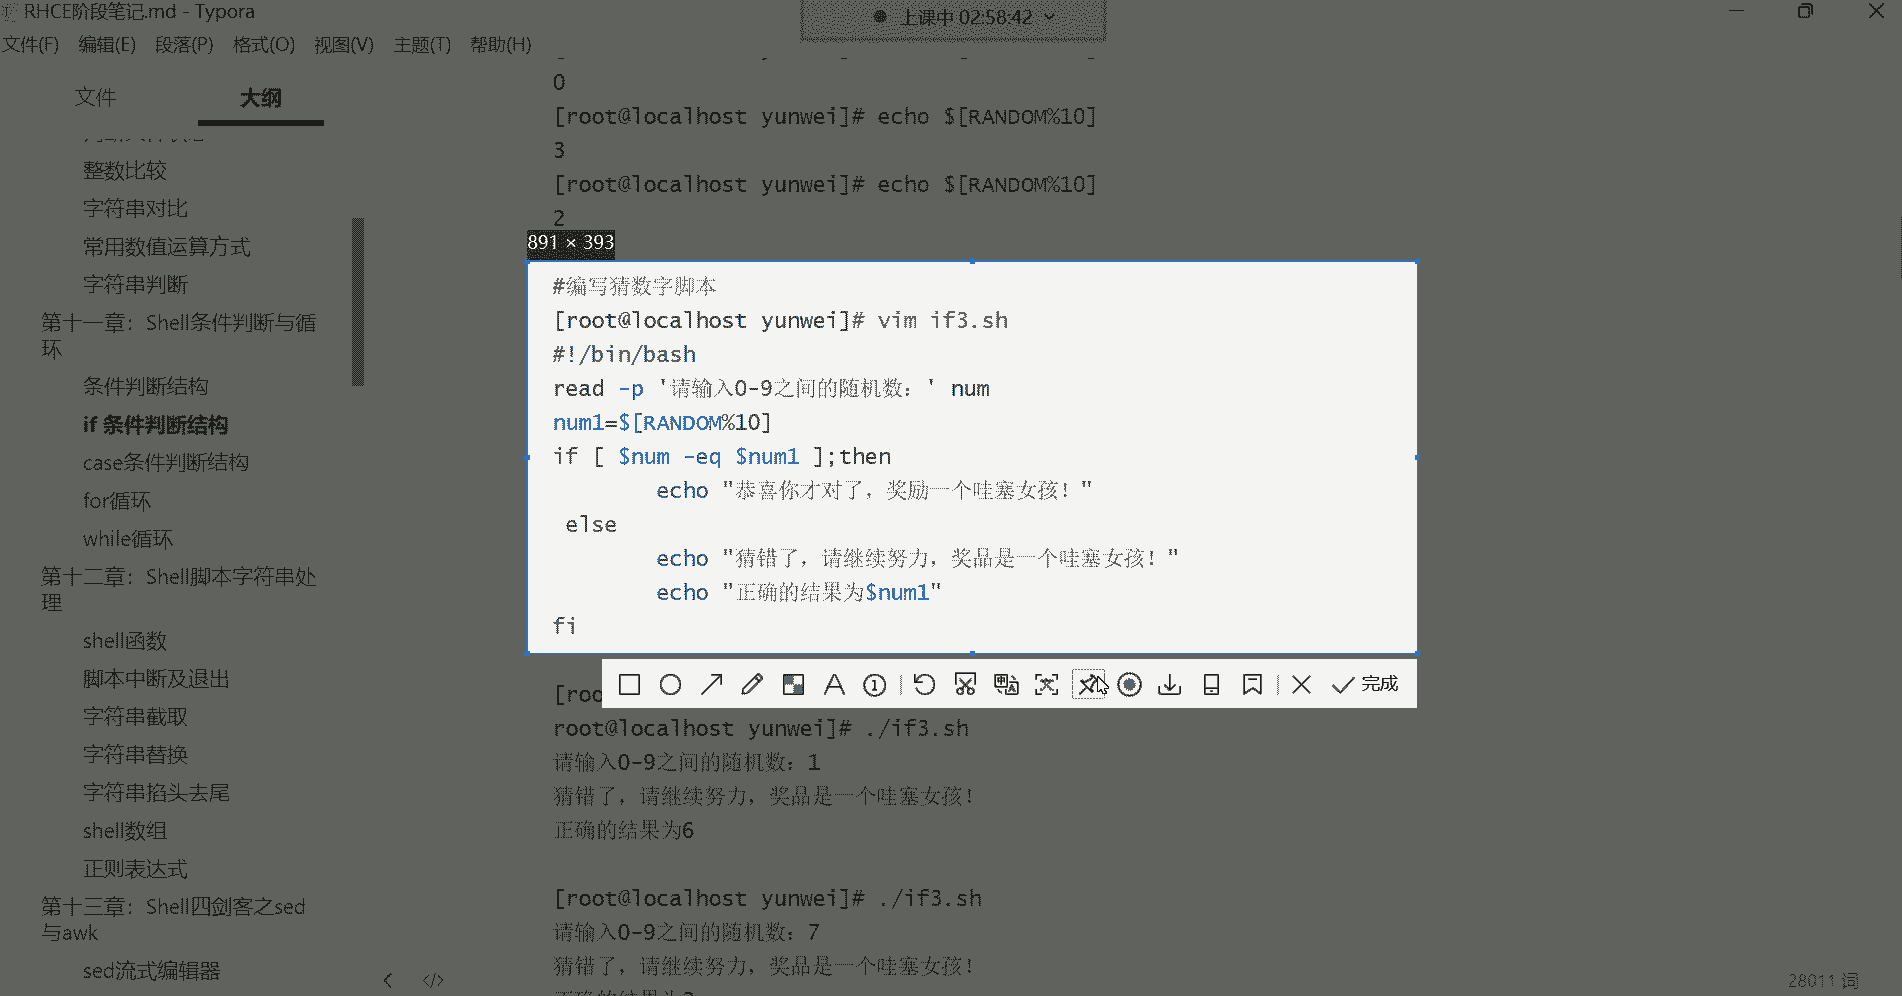 RHCE阶段笔记.md - Typora
上课中 02:58:42
文件(F) 编辑(E) 段落(P) 格式(O) 视图(V) 主题(T) 帮助(H)
文件 大纲
整数比较
字符串对比
常用数值运算方式
字符串判断
第十一章：Shell条件判断与循
环
条件判断结构
if 条件判断结构
case条件判断结构
for循环
while循环
第十二章：Shell脚本字符串处
理
shell函数
脚本中断及退出
字符串截取
字符串替换
字符串掐头去尾
shell数组
正则表达式
第十三章：Shell四剑客之sed
与awk
sed流式编辑器
0
[root@localhost yunwei]# echo $[RANDOM%10]
3
[root@localhost yunwei]# echo $[RANDOM%10]
2
891 × 393
#编写猜数字脚本
[root@localhost yunwei]# vim if3.sh
#!/bin/bash
read -p '请输入0-9之间的随机数：' num
num1=$[RANDOM%10]
if [ $num -eq $num1 ];then
echo "恭喜你才对了，奖励一个哇塞女孩！"
else
echo "猜错了，请继续努力，奖品是一个哇塞女孩！"
echo "正确的结果为$num1"
fi
完成
[roo
root@localhost yunwei]# ./if3.sh
请输入0-9之间的随机数：1
猜错了，请继续努力，奖品是一个哇塞女孩！
正确的结果为6
[root@localhost yunwei]# ./if3.sh
请输入0-9之间的随机数：7
猜错了，请继续努力，奖品是一个哇塞女孩！
28011 词